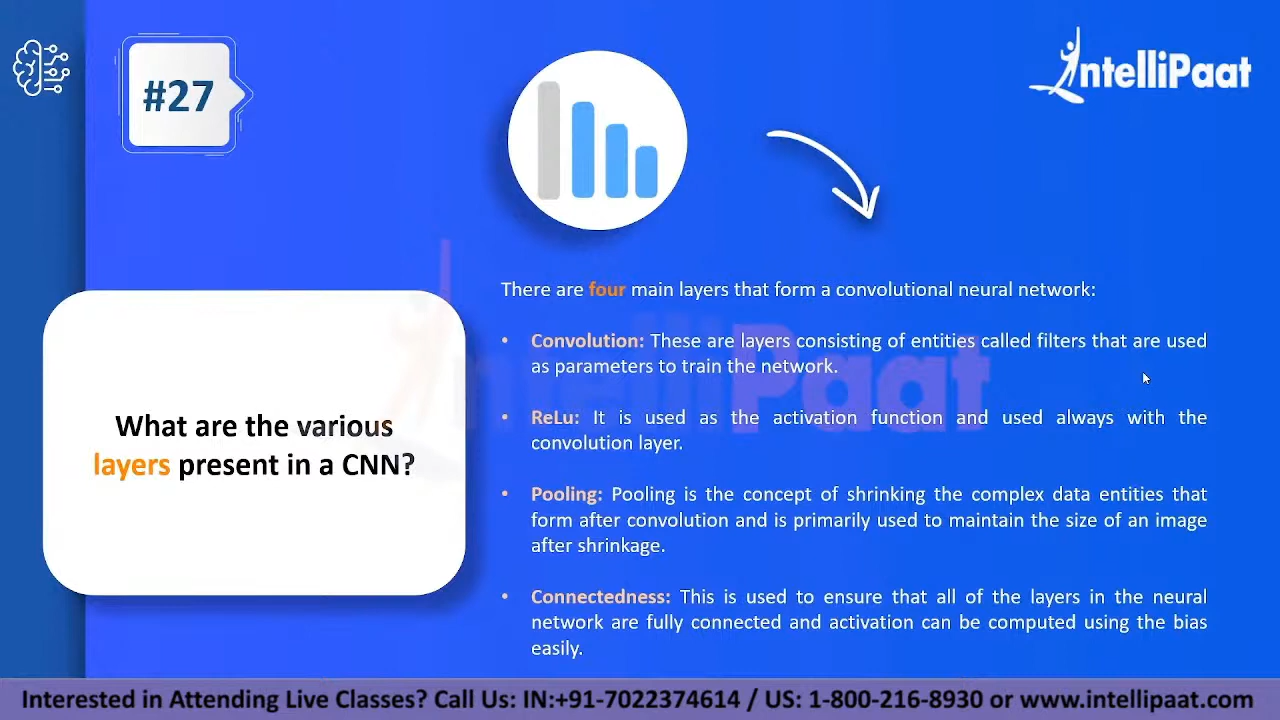 #27
IntelliPaat
What are the various
layers present in a CNN?
There are four main layers that form a convolutional neural network:
• Convolution: These are layers consisting of entities called filters that are used
as parameters to train the network.
• ReLu: It is used as the activation function and used always with the
convolution layer.
• Pooling: Pooling is the concept of shrinking the complex data entities that
form after convolution and is primarily used to maintain the size of an image
after shrinkage.
• Connectedness: This is used to ensure that all of the layers in the neural
network are fully connected and activation can be computed using the bias
easily.
IntelliPaat
Interested in Attending Live Classes? Call Us: IN:+91-7022374614 / US: 1-800-216-8930 or www.intellipaat.com